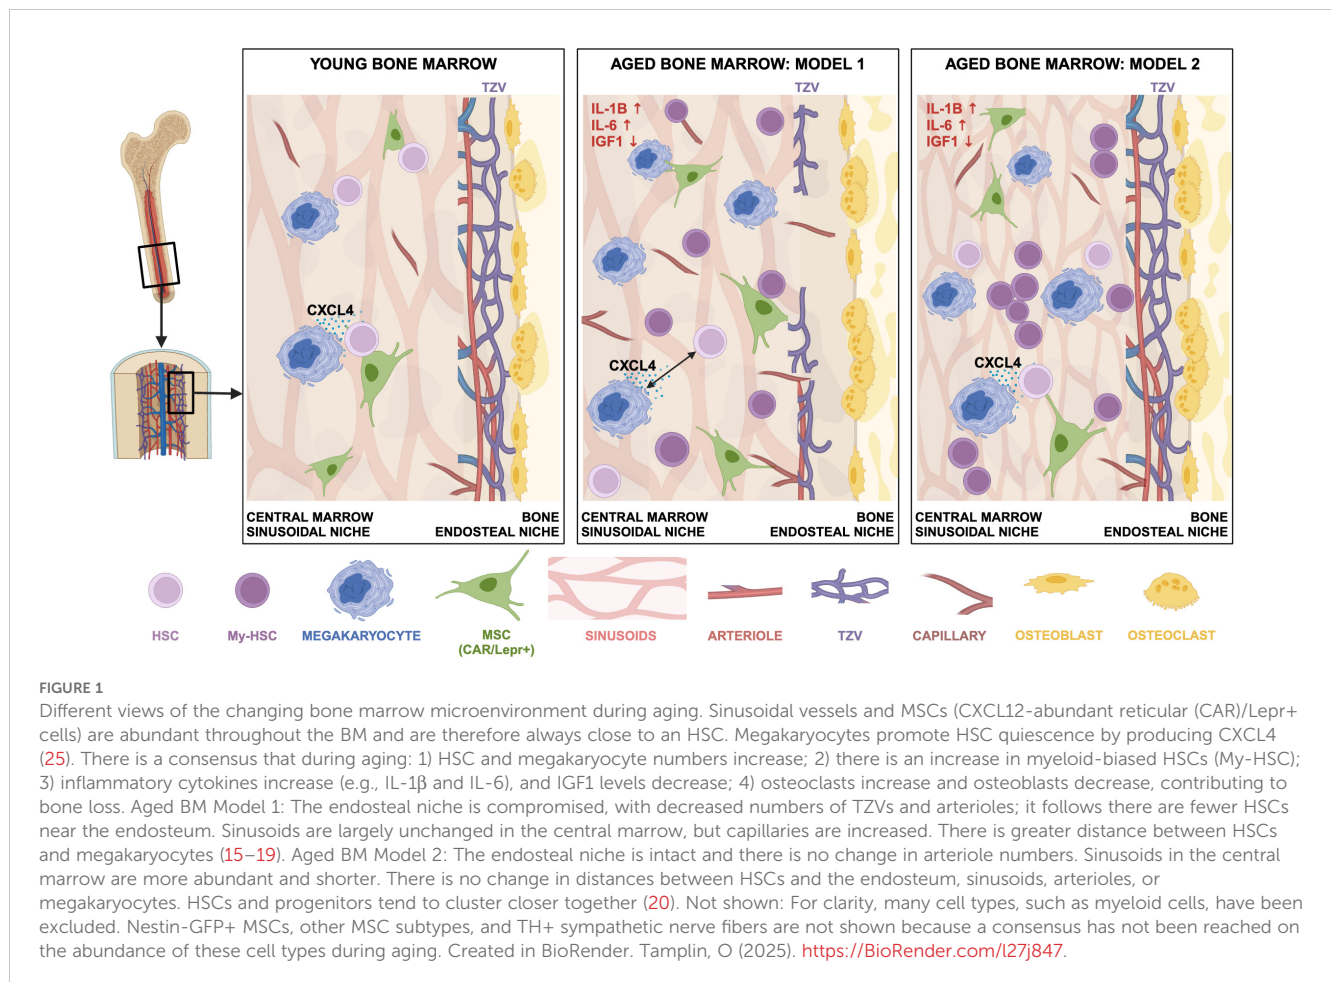 YOUNG BONE MARROW
TZV
CXCL4
CENTRAL MARROW
SINUSOIDAL NICHE
BONE
ENDOSTEAL NICHE
AGED BONE MARROW: MODEL 1
TZV
IL-1B ↑
IL-6 ↑
IGF1 ↓
CXCL4
CENTRAL MARROW
SINUSOIDAL NICHE
BONE
ENDOSTEAL NICHE
AGED BONE MARROW: MODEL 2
TZV
IL-1B ↑
IL-6 ↑
IGF1 ↓
CXCL4
CENTRAL MARROW
SINUSOIDAL NICHE
BONE
ENDOSTEAL NICHE
HSC
My-HSC
MEGAKARYOCYTE
MSC
(CAR/Lepr+)
SINUSOIDS
ARTERIOLE
TZV
CAPILLARY
OSTEOBLAST
OSTEOCLAST
FIGURE 1
Different views of the changing bone marrow microenvironment during aging. Sinusoidal vessels and MSCs (CXCL12-abundant reticular (CAR)/Lepr+
cells) are abundant throughout the BM and are therefore always close to an HSC. Megakaryocytes promote HSC quiescence by producing CXCL4
(25). There is a consensus that during aging: 1) HSC and megakaryocyte numbers increase; 2) there is an increase in myeloid-biased HSCs (My-HSC);
3) inflammatory cytokines increase (e.g., IL-1β and IL-6), and IGF1 levels decrease; 4) osteoclasts increase and osteoblasts decrease, contributing to
bone loss. Aged BM Model 1: The endosteal niche is compromised, with decreased numbers of TZVs and arterioles; it follows there are fewer HSCs
near the endosteum. Sinusoids are largely unchanged in the central marrow, but capillaries are increased. There is greater distance between HSCs
and megakaryocytes (15–19). Aged BM Model 2: The endosteal niche is intact and there is no change in arteriole numbers. Sinusoids in the central
marrow are more abundant and shorter. There is no change in distances between HSCs and the endosteum, sinusoids, arterioles, or
megakaryocytes. HSCs and progenitors tend to cluster closer together (20). Not shown: For clarity, many cell types, such as myeloid cells, have been
excluded. Nestin-GFP+ MSCs, other MSC subtypes, and TH+ sympathetic nerve fibers are not shown because a consensus has not been reached on
the abundance of these cell types during aging. Created in BioRender. Tamplin, O (2025). https://BioRender.com/l27j847.